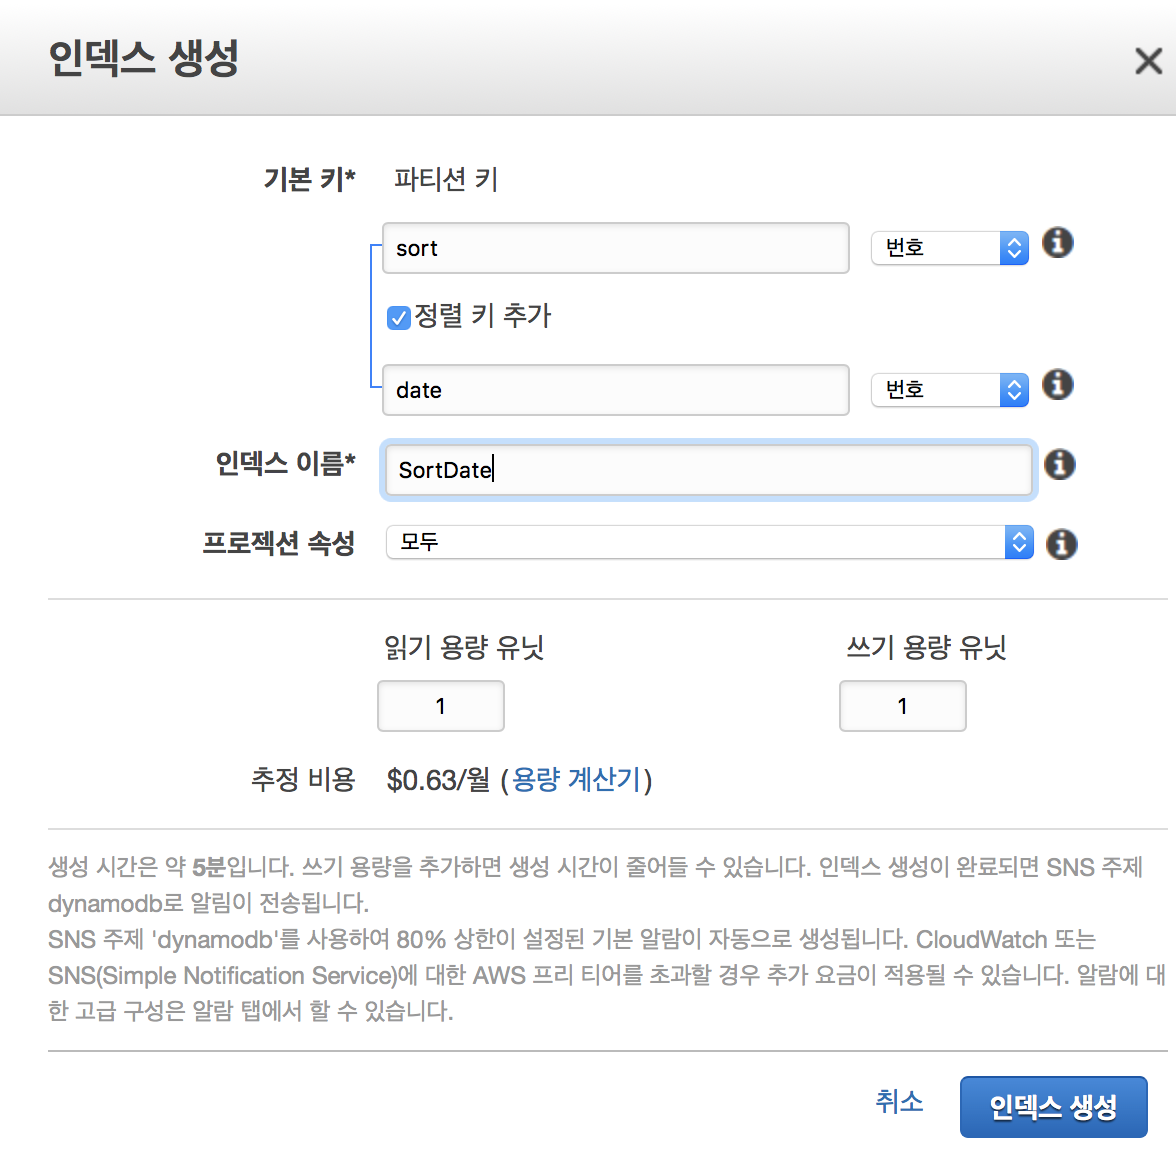 인덱스 생성
기본 키* 파티션 키
sort 번호
정렬 키 추가
date 번호
인덱스 이름* SortDate
프로젝션 속성 모두
읽기 용량 유닛 쓰기 용량 유닛
1 1
추정 비용 $0.63/월 (용량 계산기)
생성 시간은 약 5분입니다. 쓰기 용량을 추가하면 생성 시간이 줄어들 수 있습니다. 인덱스 생성이 완료되면 SNS 주제
dynamodb로 알림이 전송됩니다.
SNS 주제 'dynamodb'를 사용하여 80% 상한이 설정된 기본 알람이 자동으로 생성됩니다. CloudWatch 또는
SNS(Simple Notification Service)에 대한 AWS 프리 티어를 초과할 경우 추가 요금이 적용될 수 있습니다. 알람에 대
한 고급 구성은 알람 탭에서 할 수 있습니다.
취소 인덱스 생성